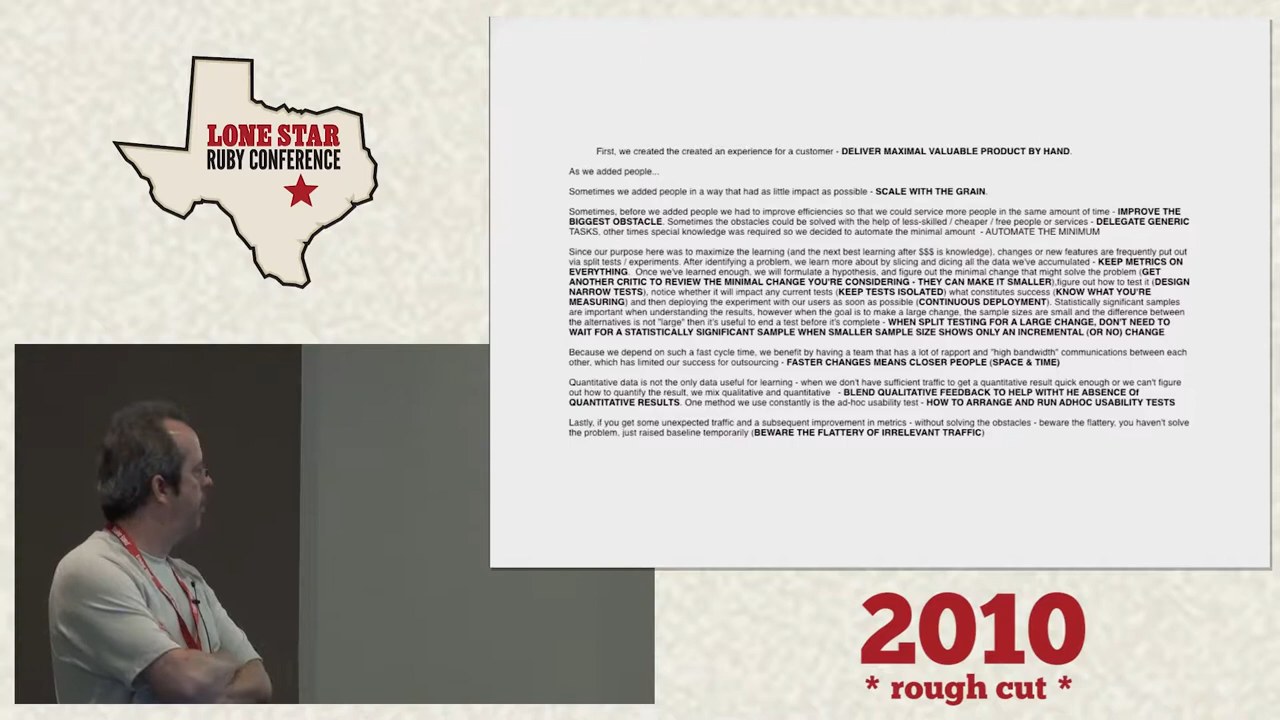 LONE STAR
RUBY CONFERENCE
First, we created the created an experience for a customer - DELIVER MAXIMAL VALUABLE PRODUCT BY HAND.
As we added people...
Sometimes we added people in a way that had as little impact as possible - SCALE WITH THE GRAIN.
Sometimes, before we added people we had to improve efficiencies so that we could service more people in the same amount of time - IMPROVE THE
BIGGEST OBSTACLE. Sometimes the obstacles could be solved with the help of less-skilled / cheaper / free people or services - DELEGATE GENERIC
TASKS, other times special knowledge was required so we decided to automate the minimal amount - AUTOMATE THE MINIMUM
Since our purpose here was to maximize the learning (and the next best learning after $$$ is knowledge), changes or new features are frequently put out
via split tests / experiments. After identifying a problem, we learn more about by slicing and dicing all the data we've accumulated - KEEP METRICS ON
EVERYTHING. Once we've learned enough, we will formulate a hypothesis, and figure out the minimal change that might solve the problem (GET
ANOTHER CRITIC TO REVIEW THE MINIMAL CHANGE YOU'RE CONSIDERING - THEY CAN MAKE IT SMALLER),figure out how to test it (DESIGN
NARROW TESTS), notice whether it will impact any current tests (KEEP TESTS ISOLATED) what constitutes success (KNOW WHAT YOU'RE
MEASURING) and then deploying the experiment with our users as soon as possible (CONTINUOUS DEPLOYMENT). Statistically significant samples
are important when understanding the results, however when the goal is to make a large change, the sample sizes are small and the difference between
the alternatives is not "large" then it's useful to end a test before it's complete - WHEN SPLIT TESTING FOR A LARGE CHANGE, DON'T NEED TO
WAIT FOR A STATISTICALLY SIGNIFICANT SAMPLE WHEN SMALLER SAMPLE SIZE SHOWS ONLY AN INCREMENTAL (OR NO) CHANGE
Because we depend on such a fast cycle time, we benefit by having a team that has a lot of rapport and "high bandwidth" communications between each
other, which has limited our success for outsourcing - FASTER CHANGES MEANS CLOSER PEOPLE (SPACE & TIME)
Quantitative data is not the only data useful for learning - when we don't have sufficient traffic to get a quantitative result quick enough or we can't figure
out how to quantify the result, we mix qualitative and quantitative - BLEND QUALITATIVE FEEDBACK TO HELP WITHT HE ABSENCE Of
QUANTITATIVE RESULTS. One method we use constantly is the ad-hoc usability test - HOW TO ARRANGE AND RUN ADHOC USABILITY TESTS
Lastly, if you get some unexpected traffic and a subsequent improvement in metrics - without solving the obstacles - beware the flattery, you haven't solve
the problem, just raised baseline temporarily (BEWARE THE FLATTERY OF IRRELEVANT TRAFFIC)
2010
* rough cut *